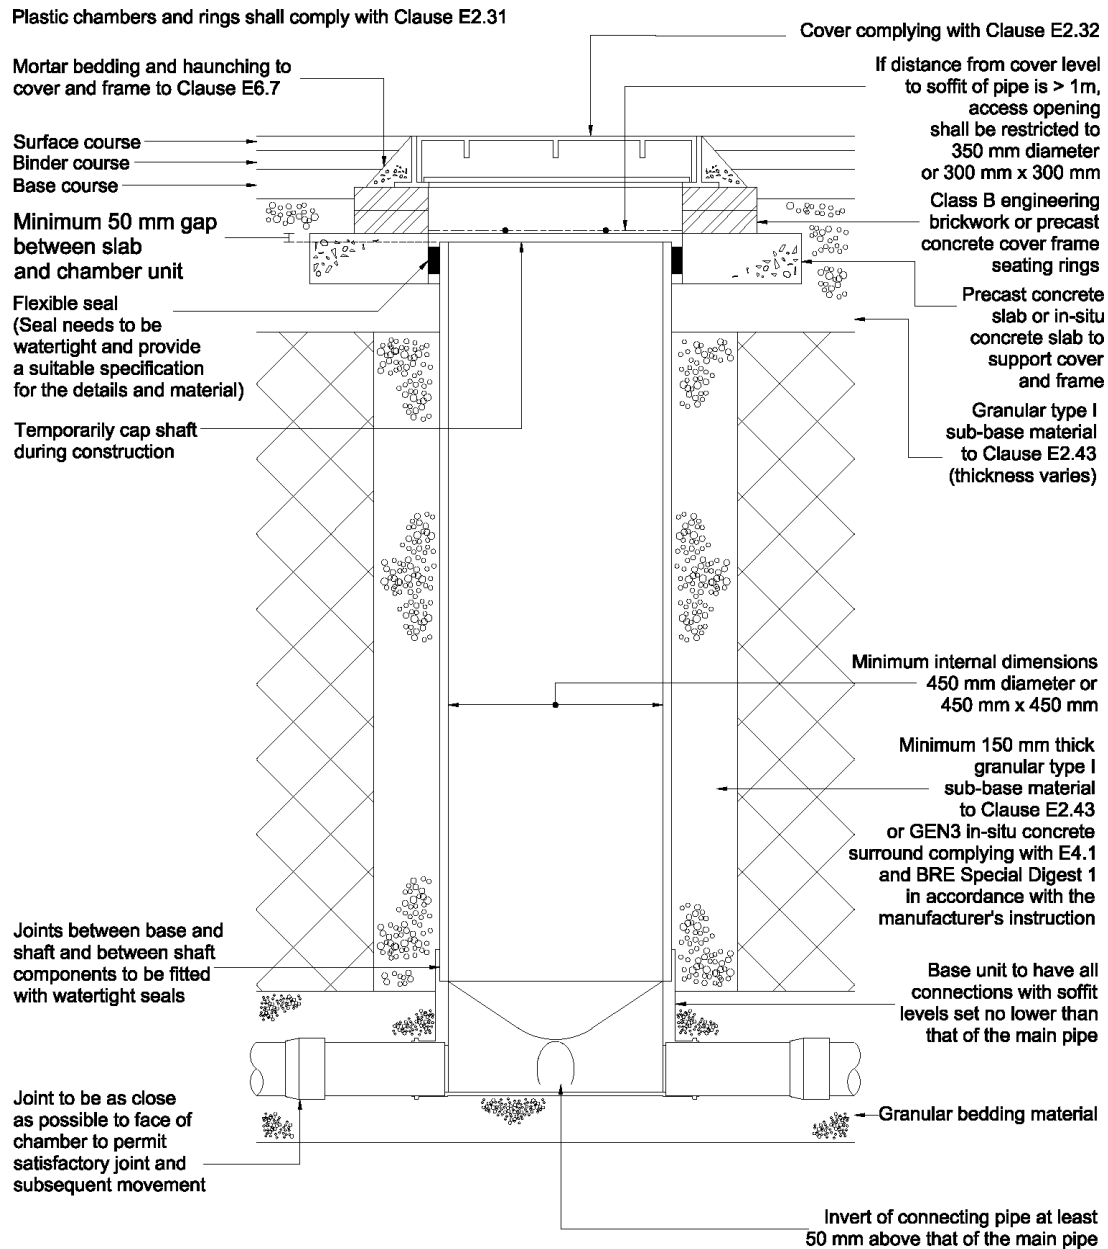 Plastic chambers and rings shall comply with Clause E2.31
Cover complying with Clause E2.32
Mortar bedding and haunching to
cover and frame to Clause E6.7
If distance from cover level
to soffit of pipe is > 1m,
access opening
shall be restricted to
350 mm diameter
or 300 mm x 300 mm
Surface course
Binder course
Base course
Class B engineering
brickwork or precast
concrete cover frame
seating rings
Minimum 50 mm gap
between slab
and chamber unit
Precast concrete
slab or in-situ
concrete slab to
support cover
and frame
Flexible seal
(Seal needs to be
watertight and provide
a suitable specification
for the details and material)
Granular type I
sub-base material
to Clause E2.43
(thickness varies)
Temporarily cap shaft
during construction
Minimum internal dimensions
450 mm diameter or
450 mm x 450 mm
Minimum 150 mm thick
granular type I
sub-base material
to Clause E2.43
or GEN3 in-situ concrete
surround complying with E4.1
and BRE Special Digest 1
in accordance with the
manufacturer's instruction
Joints between base and
shaft and between shaft
components to be fitted
with watertight seals
Base unit to have all
connections with soffit
levels set no lower than
that of the main pipe
Joint to be as close
as possible to face of
chamber to permit
satisfactory joint and
subsequent movement
Granular bedding material
Invert of connecting pipe at least
50 mm above that of the main pipe